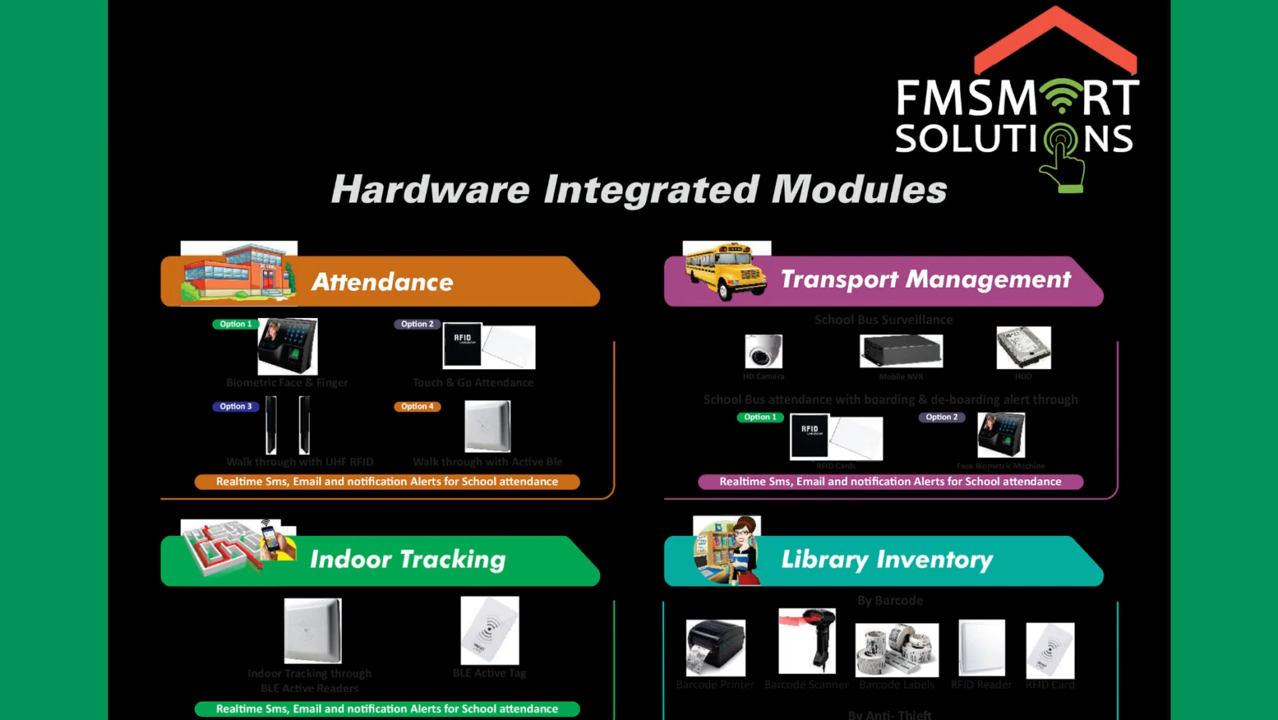 FMSMART
SOLUTIONS
Hardware Integrated Modules
Attendance
Option 1
Option 2
RFID
Biometric Face & Finger
Touch & Go Attendance
Option 3
Option 4
Walk through with UHF RFID
Walk through with Active Ble
Realtime Sms, Email and notification Alerts for School attendance
Transport Management
School Bus Surveillance
HD Camera
Mobile NVR
HDD
School Bus attendance with boarding & de-boarding alert through
Option 1
Option 2
RFID
RFID Cards
Face Biometric Machine
Realtime Sms, Email and notification Alerts for School attendance
Indoor Tracking
Indoor Tracking through
BLE Active Readers
BLE Active Tag
Realtime Sms, Email and notification Alerts for School attendance
Library Inventory
By Barcode
Barcode Printer
Barcode Scanner
Barcode Labels
RFID Reader
RFID Card
By Anti- Thieft